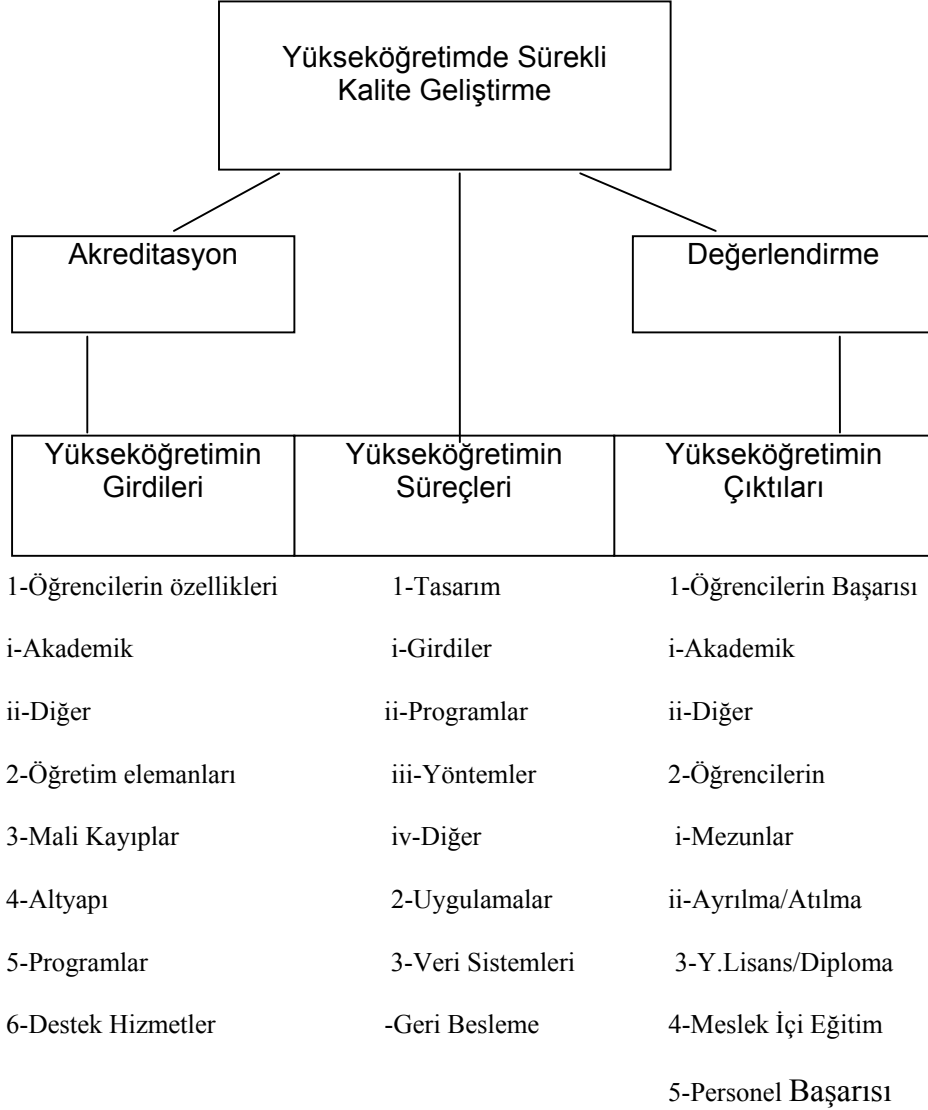 Yükseköğretimde Sürekli
Kalite Geliştirme
Akreditasyon
Değerlendirme
Yükseköğretimin
Girdileri
Yükseköğretimin
Süreçleri
Yükseköğretimin
Çıktıları
1-Öğrencilerin özellikleri
i-Akademik
ii-Diğer
2-Öğretim elemanları
3-Mali Kayıplar
4-Altyapı
5-Programlar
6-Destek Hizmetler
1-Tasarım
i-Girdiler
ii-Programlar
iii-Yöntemler
iv-Diğer
2-Uygulamalar
3-Veri Sistemleri
-Geri Besleme
1-Öğrencilerin Başarısı
i-Akademik
ii-Diğer
2-Öğrencilerin
i-Mezunlar
ii-Ayrılma/Atılma
3-Y.Lisans/Diploma
4-Meslek İçi Eğitim
5-Personel Başarısı